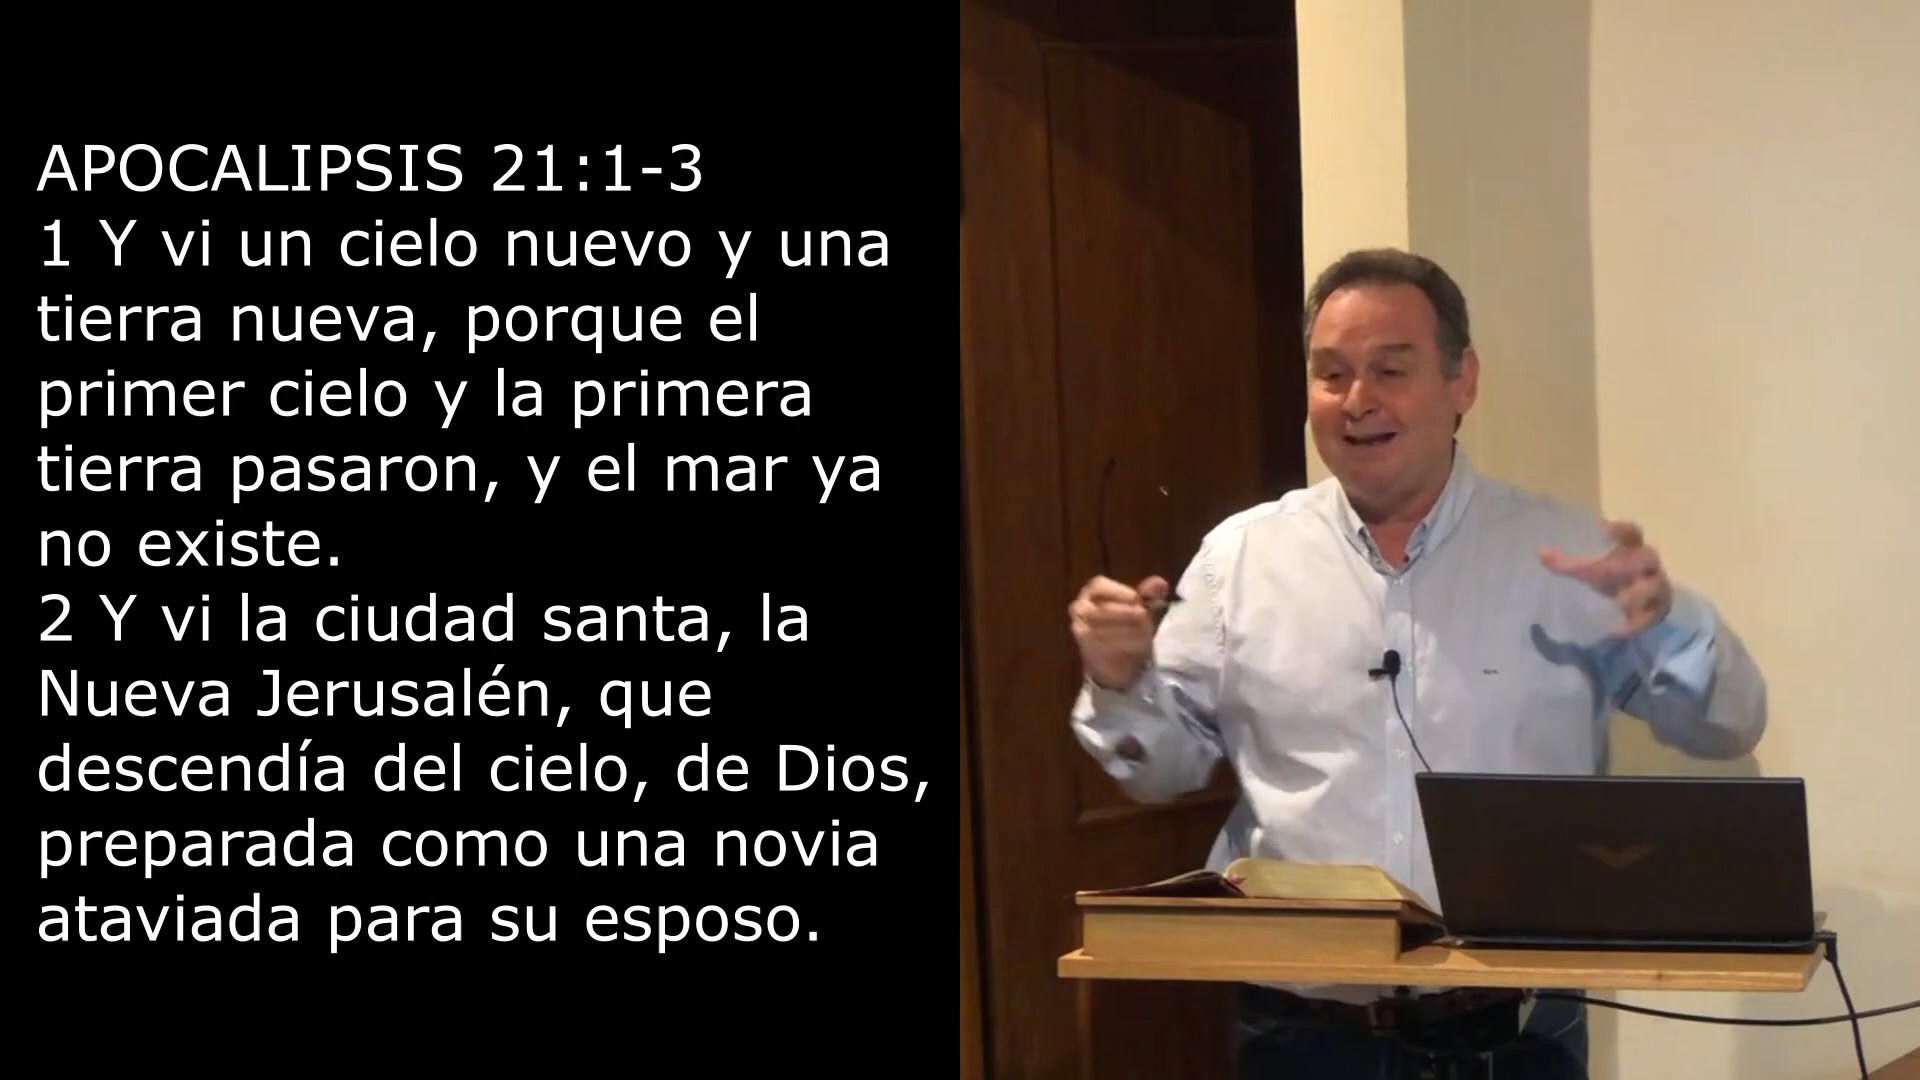 APOCALIPSIS 21:1-3
1 Y vi un cielo nuevo y una
tierra nueva, porque el
primer cielo y la primera
tierra pasaron, y el mar ya
no existe.
2 Y vi la ciudad santa, la
Nueva Jerusalén, que
descendía del cielo, de Dios,
preparada como una novia
ataviada para su esposo.